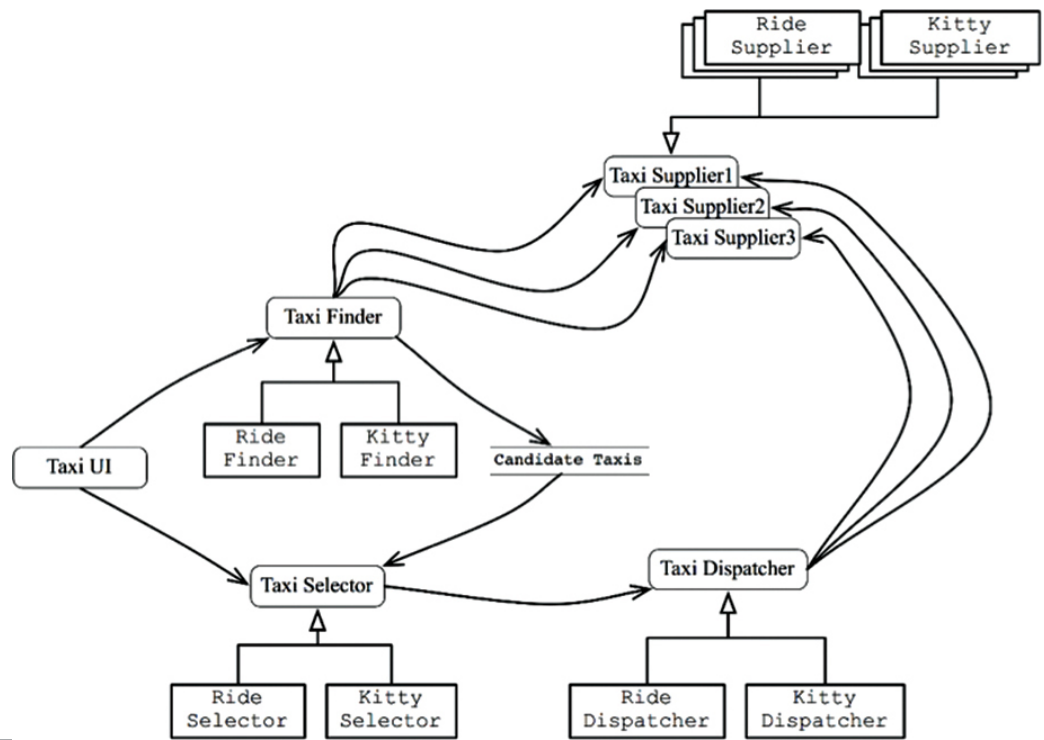 Ride
Supplier
Kitty
Supplier
Taxi Supplier1
Taxi Supplier2
Taxi Supplier3
Taxi Finder
Ride
Finder
Kitty
Finder
Taxi UI
Candidate Taxis
Taxi Selector
Taxi Dispatcher
Ride
Selector
Kitty
Selector
Ride
Dispatcher
Kitty
Dispatcher